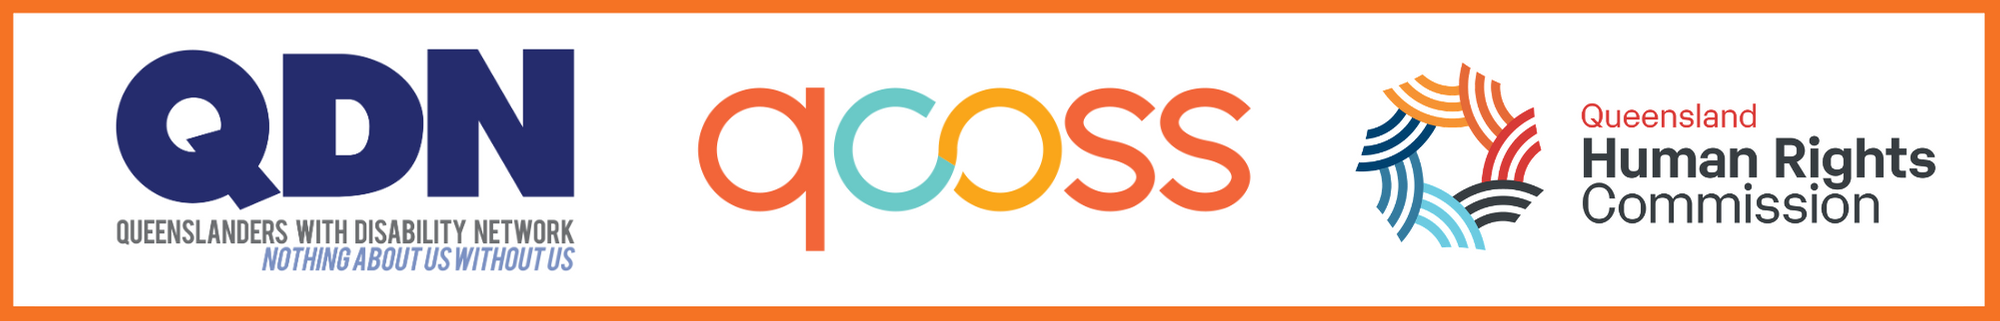 QDN
QUEENSLANDERS WITH DISABILITY NETWORK
NOTHING ABOUT US WITHOUT US
qcoss
Queensland
Human Rights
Commission